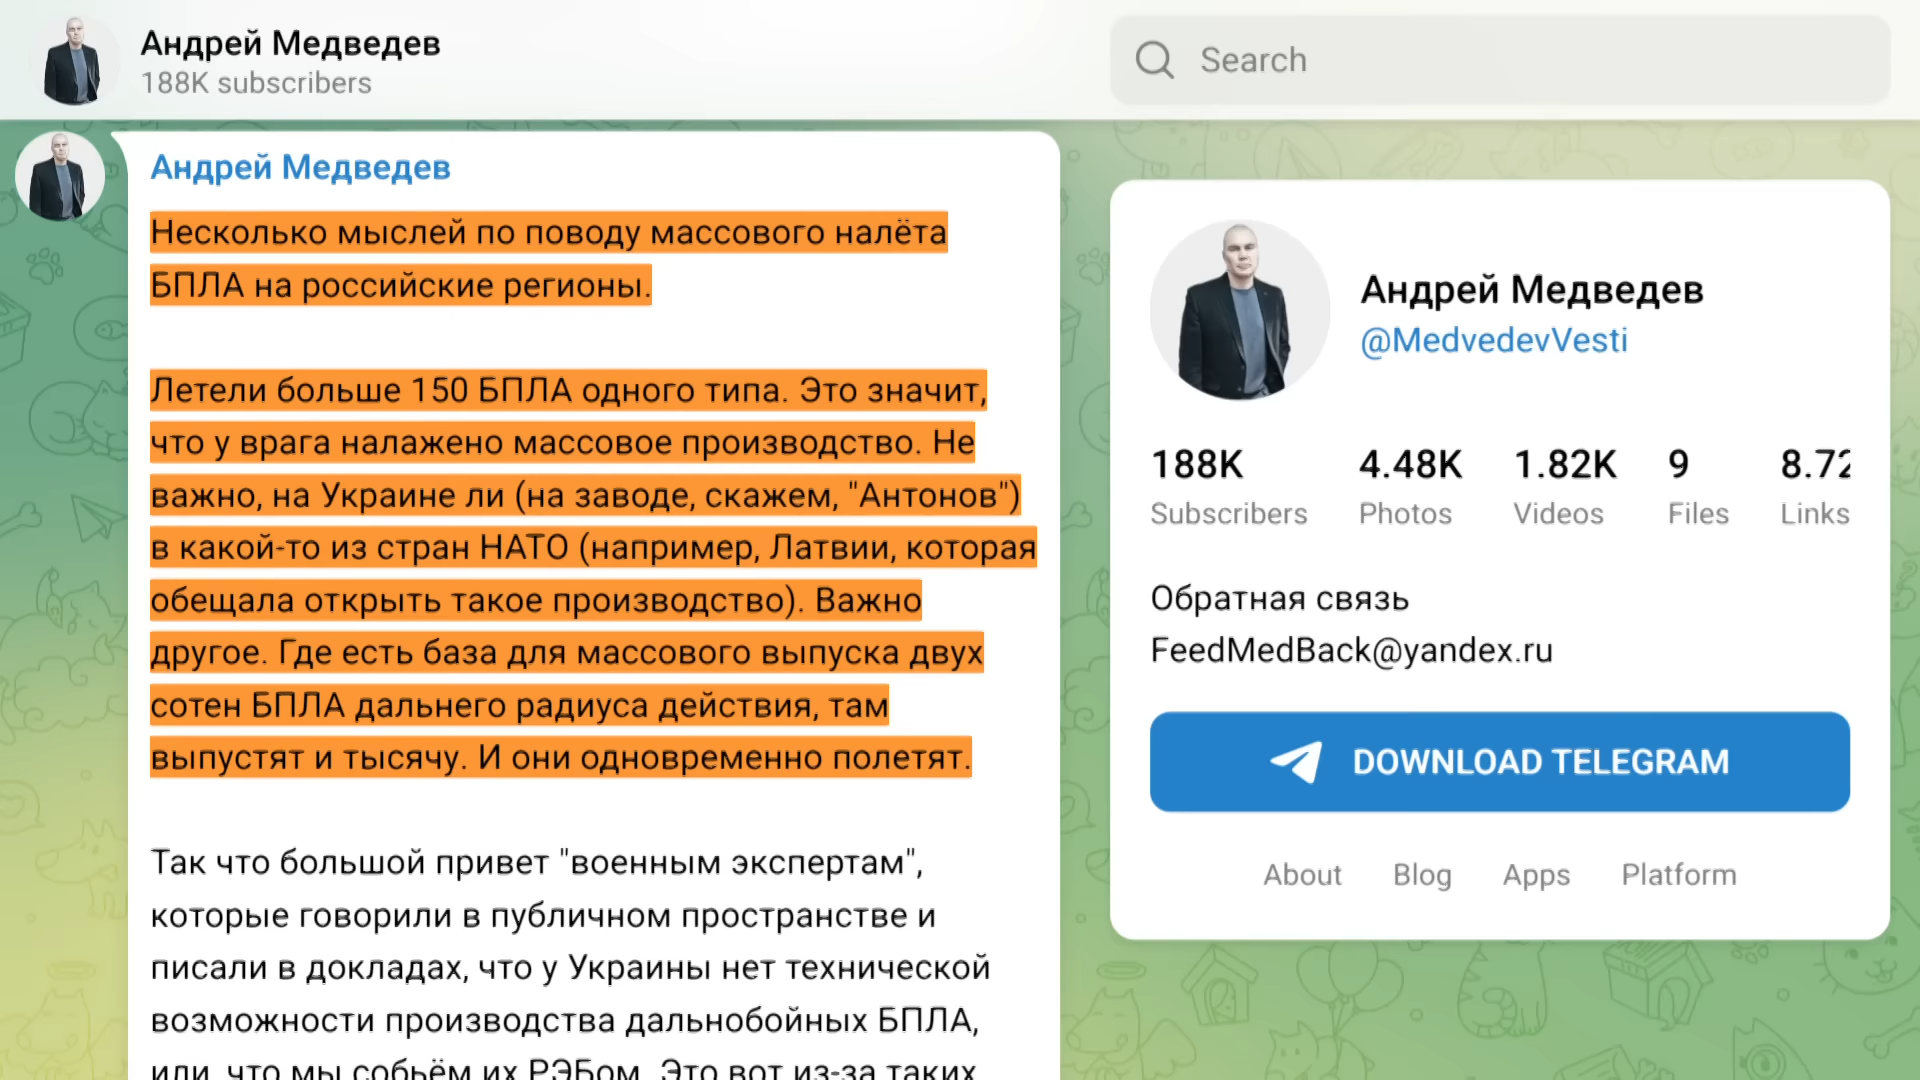 Андрей Медведев
188K subscribers
Search
Андрей Медведев
Несколько мыслей по поводу массового налёта
БПЛА на российские регионы.
Летели больше 150 БПЛА одного типа. Это значит,
что у врага налажено массовое производство. Не
важно, на Украине ли (на заводе, скажем, "Антонов")
в какой-то из стран НАТО (например, Латвии, которая
обещала открыть такое производство). Важно
другое. Где есть база для массового выпуска двух
сотен БПЛА дальнего радиуса действия, там
выпустят и тысячу. И они одновременно полетят.
Так что большой привет "военным экспертам",
которые говорили в публичном пространстве и
писали в докладах, что у Украины нет технической
возможности производства дальнобойных БПЛА,
или, что мы собьём их РЭБом. Это вот из-за таких
Андрей Медведев
@MedvedevVesti
188K 4.48K 1.82K 9 8.72
Subscribers Photos Videos Files Links
Обратная связь
FeedMedBack@yandex.ru
DOWNLOAD TELEGRAM
About Blog Apps Platform